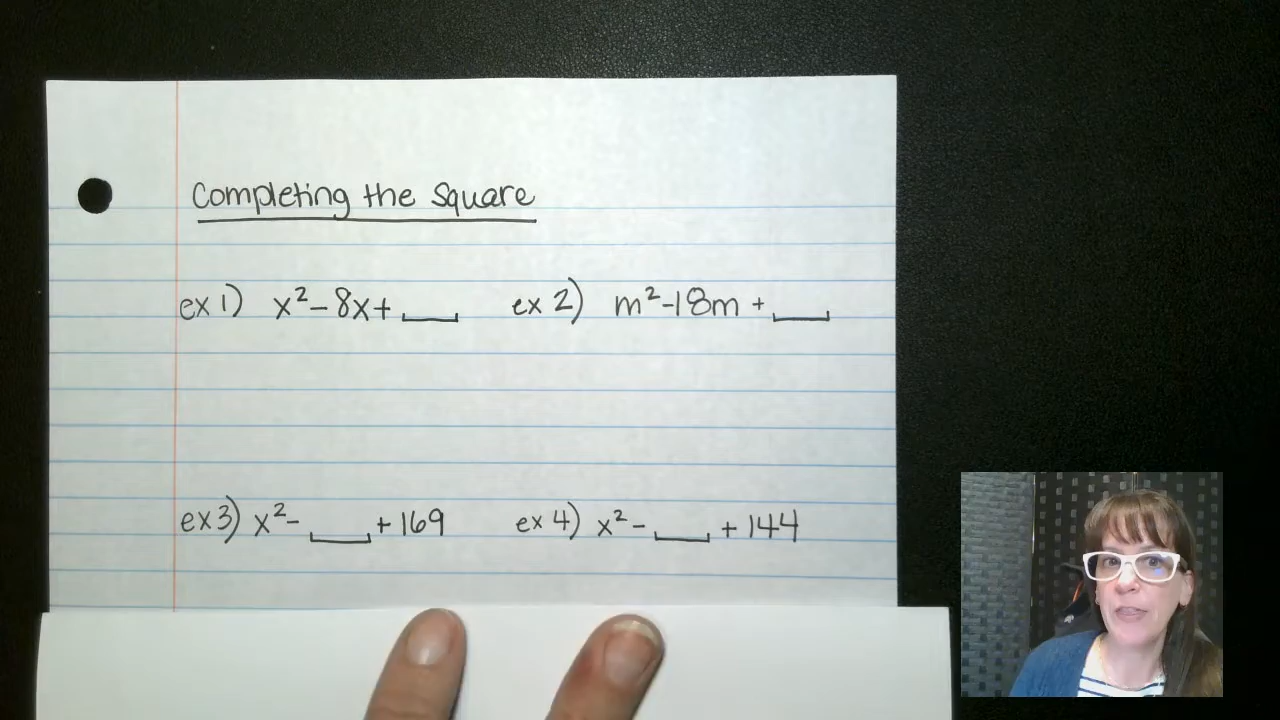 Completing the Square
ex 1) x²-8x+ ___ ex 2) m²-18m + ___
ex 3) x²- ___ +169 ex 4) x²- ___ +144